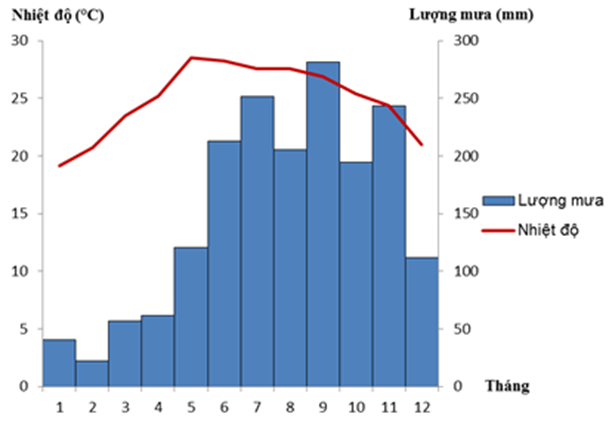 Nhiệt độ (°C) Lượng mưa (mm)
30 300
25 250
20 200
15 150
10 100
5 50
0 0
Lượng mưa
Nhiệt độ
1 2 3 4 5 6 7 8 9 10 11 12 Tháng